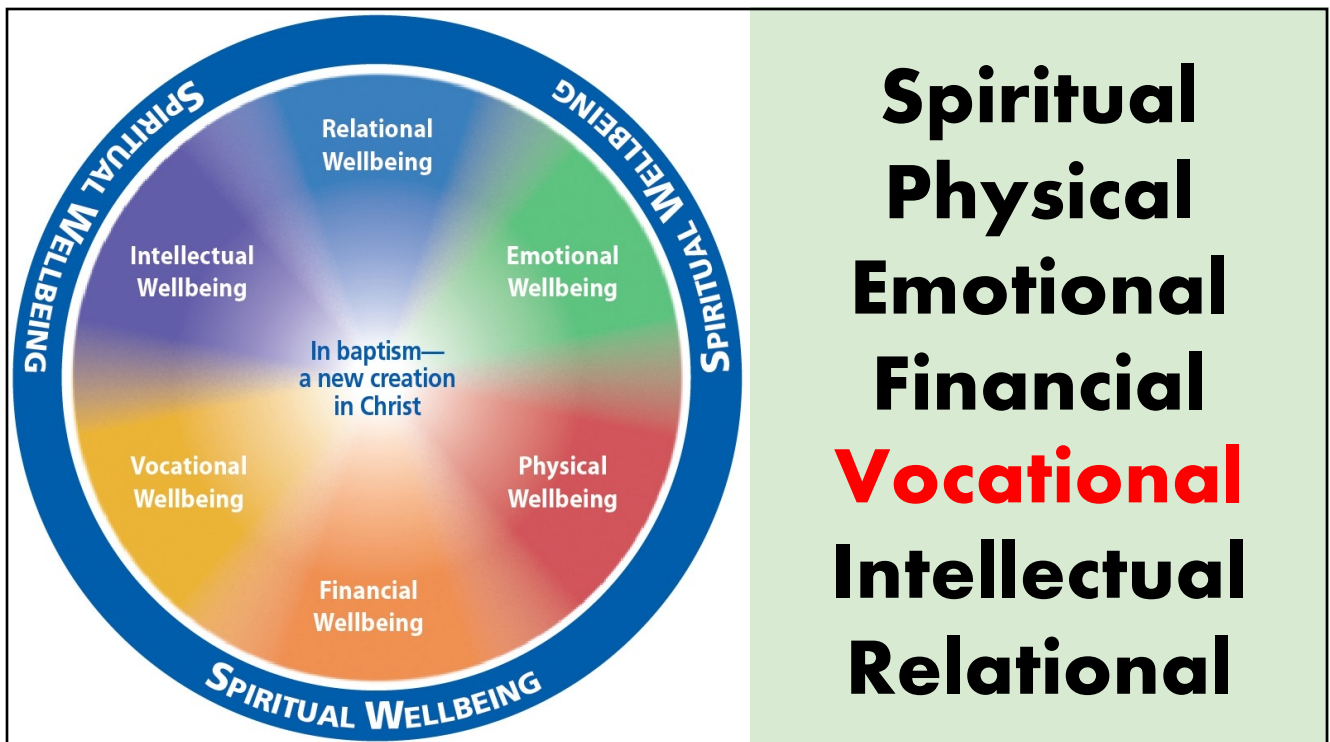 SPIRITUAL WELLBEING
SPIRITUAL WELLBEING
SPIRITUAL WELLBEING
Relational
Wellbeing
Emotional
Wellbeing
Physical
Wellbeing
Financial
Wellbeing
Vocational
Wellbeing
Intellectual
Wellbeing
In baptism—
a new creation
in Christ
Spiritual
Physical
Emotional
Financial
Vocational
Intellectual
Relational